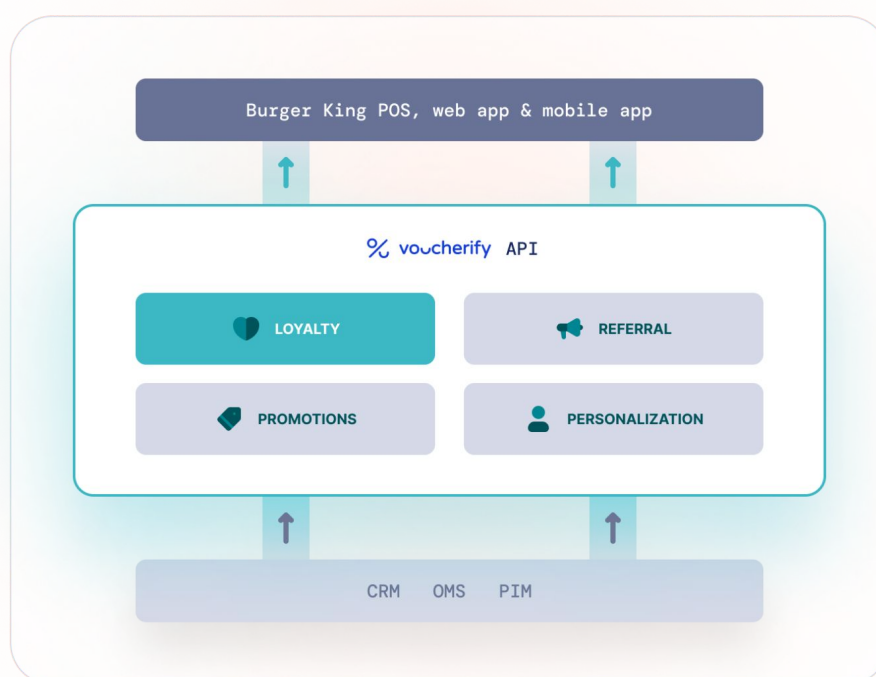 Burger King POS, web app & mobile app
voucherify API
LOYALTY
REFERRAL
PROMOTIONS
PERSONALIZATION
CRM OMS PIM